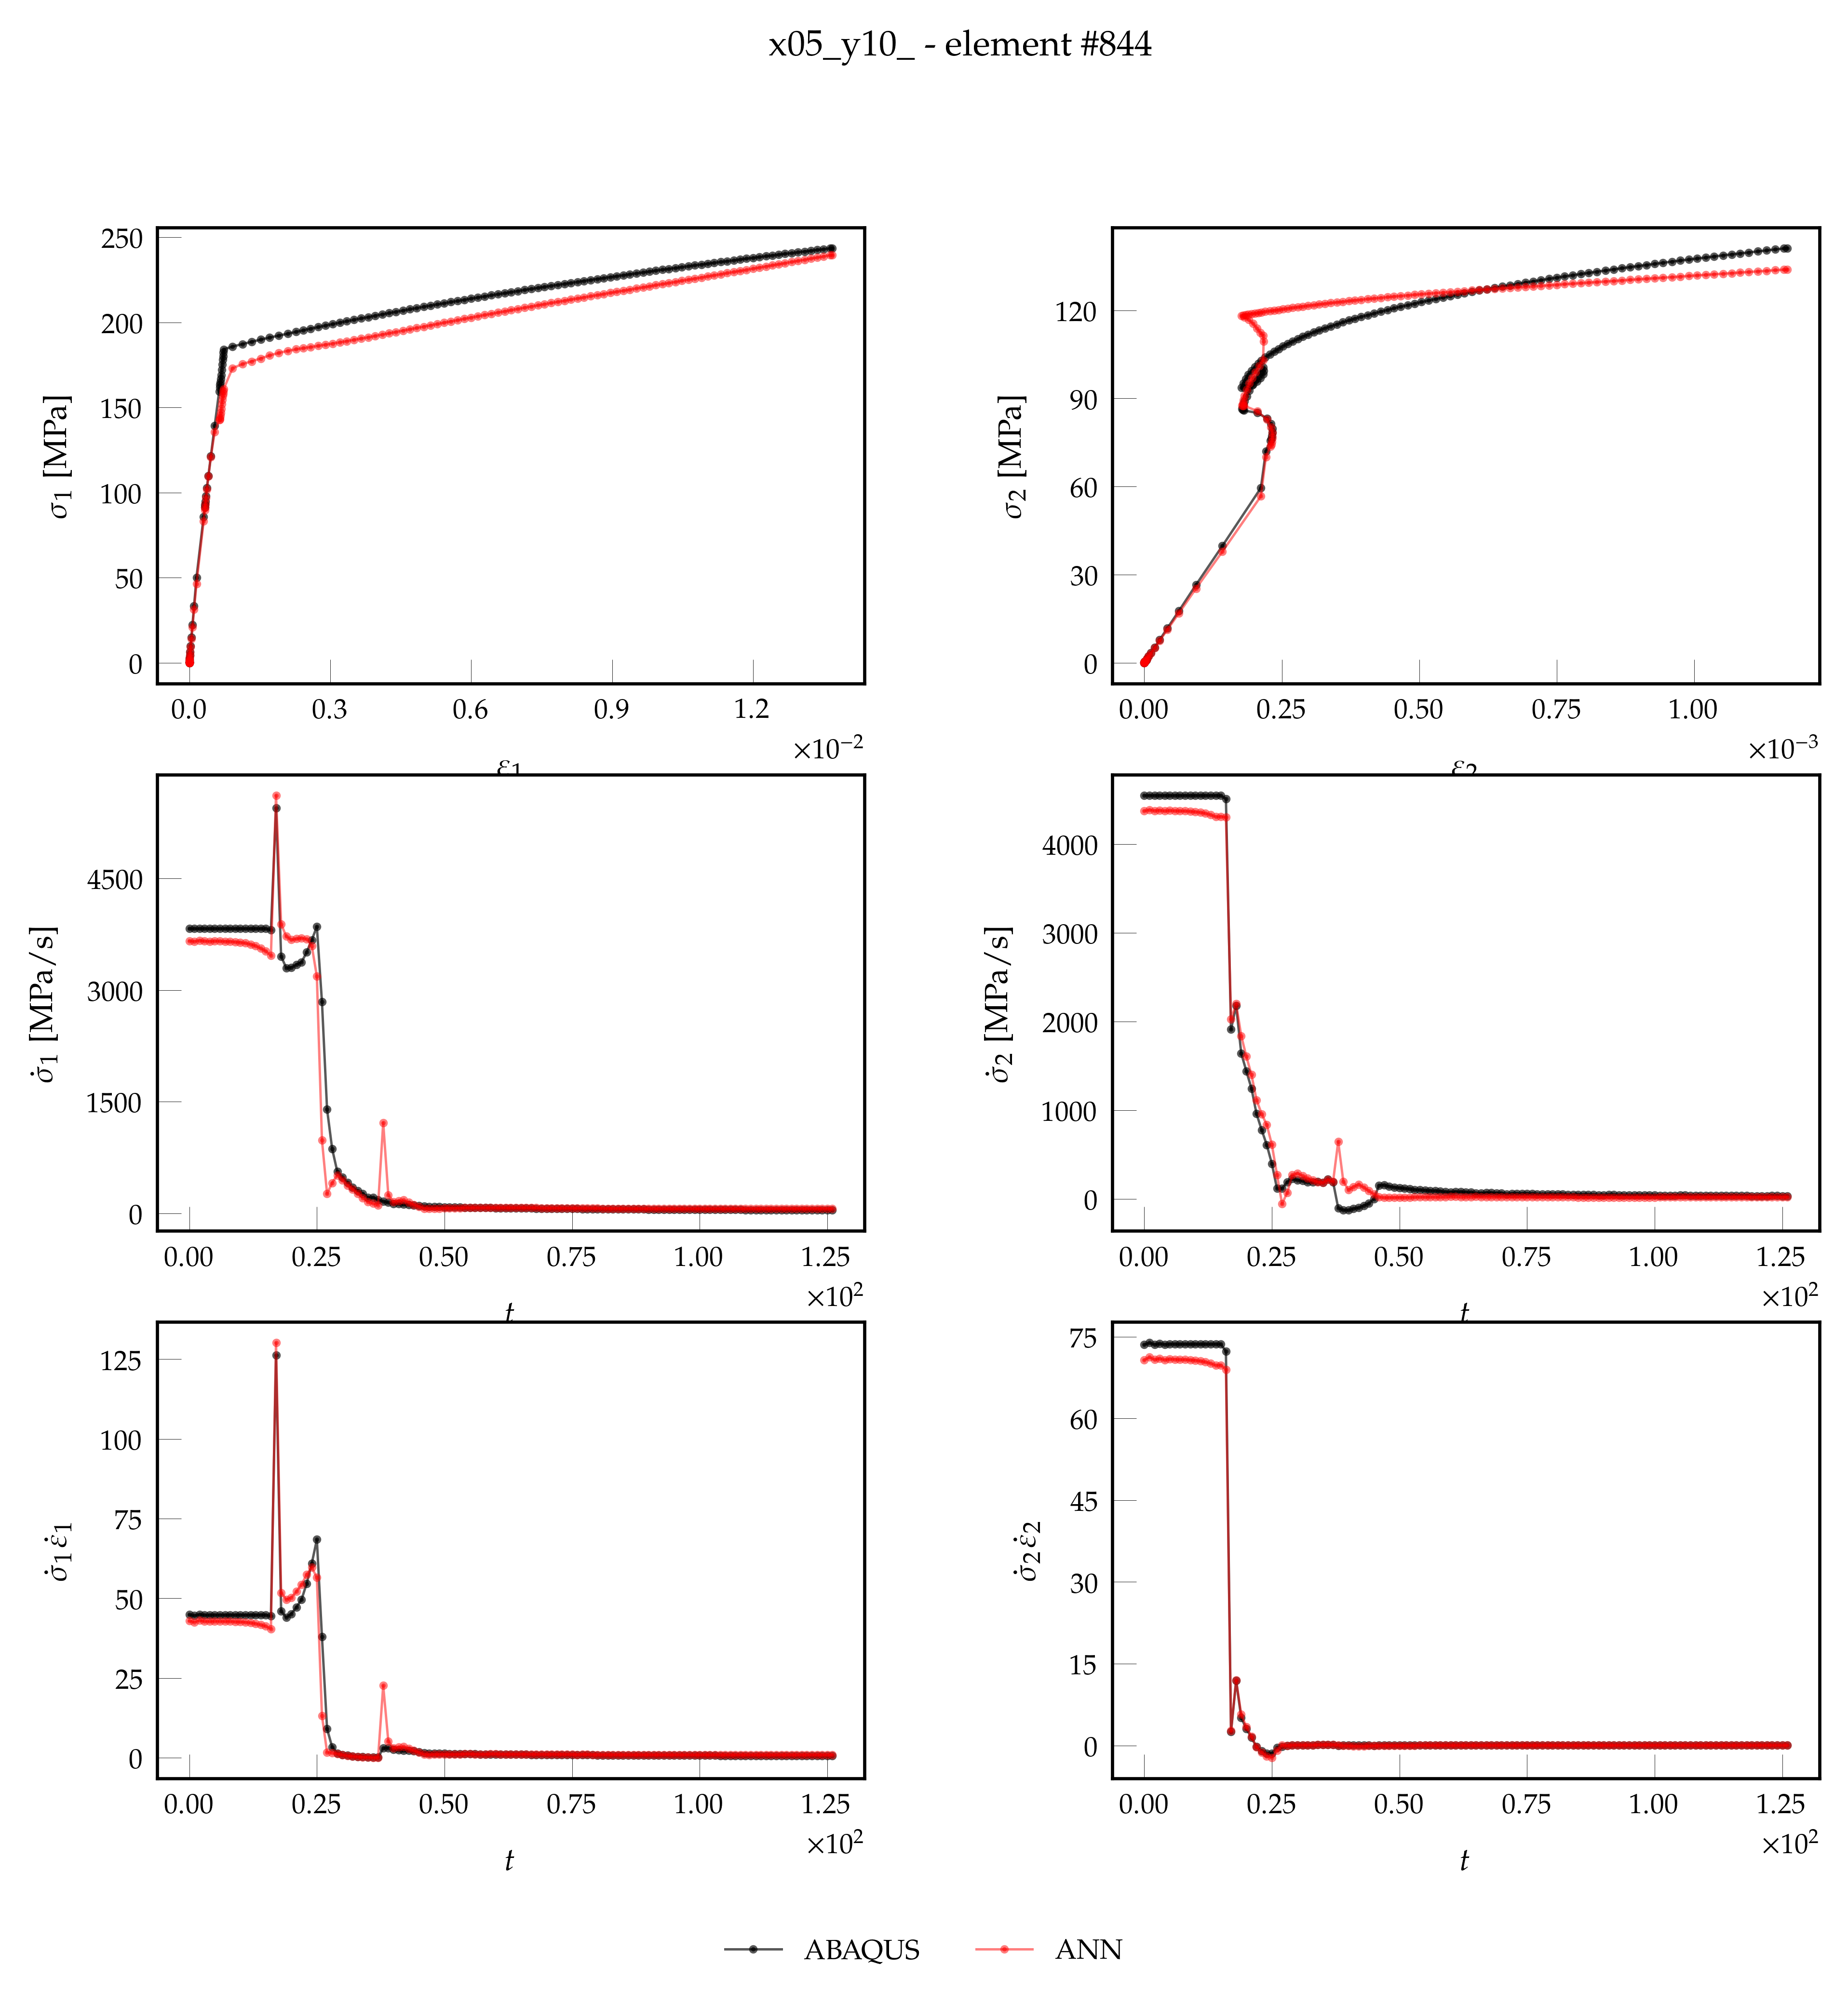 x05_y10_ - element #844
σ1 [MPa]
250
200
150
100
50
0
0.0 0.3 0.6 0.9 1.2
×10−2
ε1
σ2 [MPa]
120
90
60
30
0
0.00 0.25 0.50 0.75 1.00
×10−3
ε2
σ̇1 [MPa/s]
4500
3000
1500
0
0.00 0.25 0.50 0.75 1.00 1.25
×10²
t
σ̇2 [MPa/s]
4000
3000
2000
1000
0
0.00 0.25 0.50 0.75 1.00 1.25
×10²
t
σ̇1ε̇1
125
100
75
50
25
0
0.00 0.25 0.50 0.75 1.00 1.25
×10²
t
σ̇2ε̇2
75
60
45
30
15
0
0.00 0.25 0.50 0.75 1.00 1.25
×10²
t
ABAQUS ANN